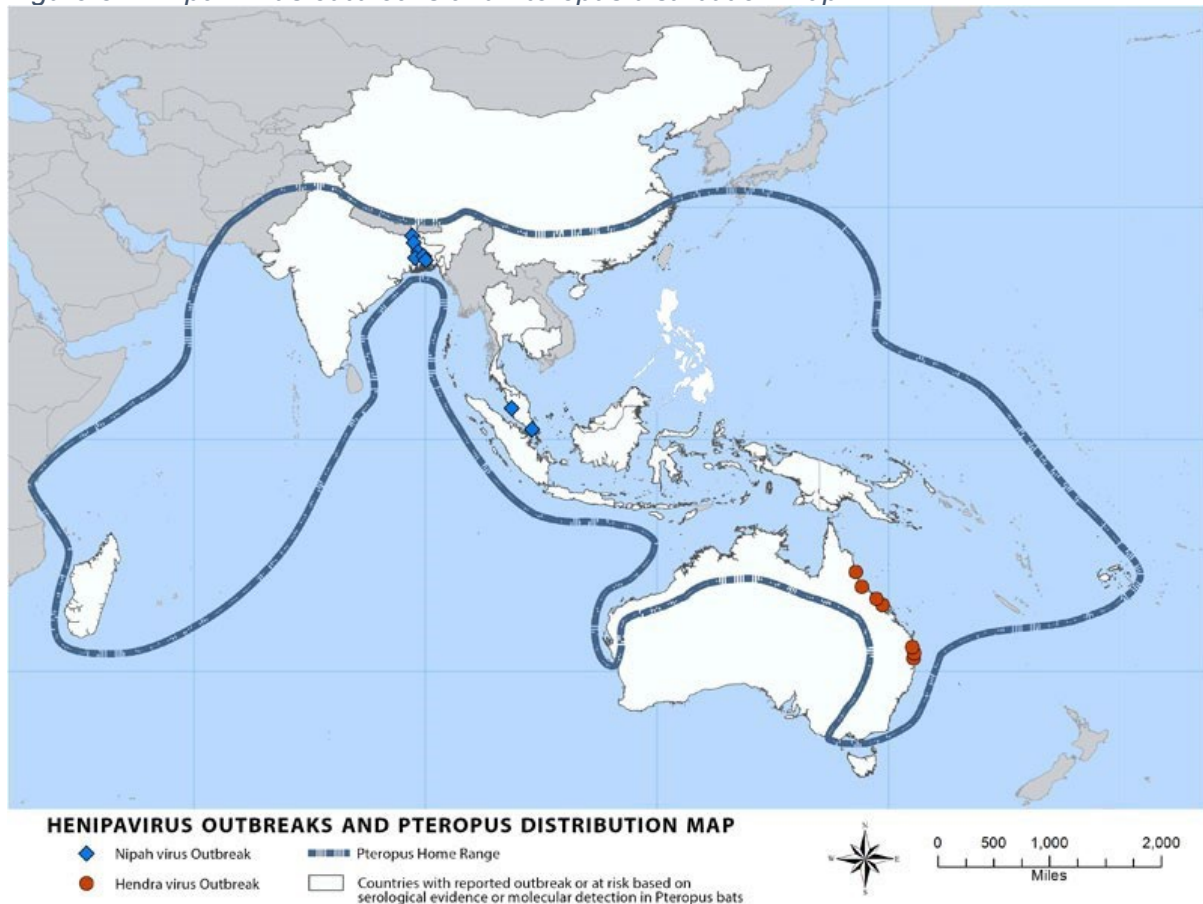 HENIPAVIRUS OUTBREAKS AND PTEROPUS DISTRIBUTION MAP
Nipah virus Outbreak
Hendra virus Outbreak
Pteropus Home Range
Countries with reported outbreak or at risk based on
serological evidence or molecular detection in Pteropus bats
N
W
E
S
0 500 1,000 2,000
Miles